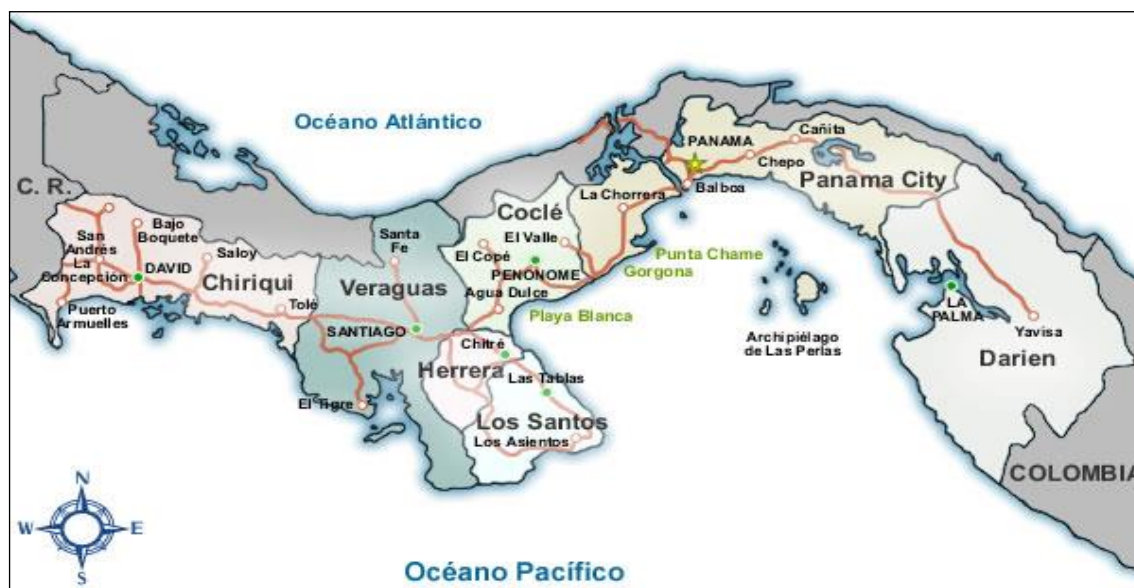 Océano Atlántico
C. R.
San Andrés
Bajo Boquete
La Concepción
DAVID
Puerto Armuelles
Saloy
Chiriqui
Tolé
Santa Fe
Veraguas
SANTIAGO
El Tigre
Coclé
El Copé
El Valle
PENONOME
Agua Dulce
Playa Blanca
Gorgona
Punta Chame
Chitré
Herrera
Las Tablas
Los Santos
Los Asientos
La Chorrera
PANAMA
Balboa
Chepo
Cañita
Panama City
Archipiélago
de Las Perlas
LA PALMA
Yavisa
Darien
COLOMBIA
N
W
E
S
Océano Pacífico